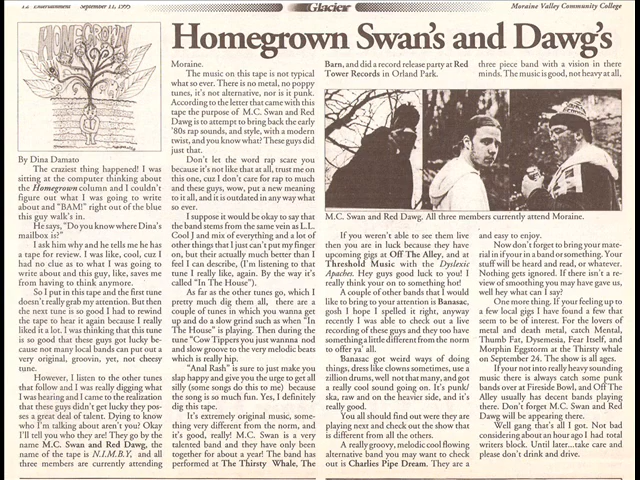 12 Entertainment September 11, 1995
Glacier
Moraine Valley Community College
Homegrown Swan's and Dawg's
HOMEGROWN
By Dina Damato
The craziest thing happened! I was
sitting at the computer thinking about
the Homegrown column and I couldn't
figure out what I was going to write
about and "BAM!" right out of the blue
this guy walk's in.
He says, "Do you know where Dina's
mailbox is?"
I ask him why and he tells me he has
a tape for review. I was like, cool, cut I
had no clue as to what I was going to
write about and this guy, like, saves me
from having to think anymore.
So I put in this tape and the first tune
doesn't really grab my attention. But then
the next tune is so good I had to rewind
the tape to hear it again because I really
liked it a lot. I was thinking that this tune
is so good these guys got lucky be-
cause not many local bands can put out a
very original, groovin, yet, not cheesy
tune.
However, I listen to the other tunes
that follow and I was really digging what
I was hearing and I came to the realization
that these guys didn't get lucky they pos-
ses a great deal of talent. Dying to know
who I'm talking about aren't you? Okay
I'll tell you who they are! They go by the
name M.C. Swan and Red Dawg, the
name of the tape is N.I.M.B.Y, and all
three members are currently attending
Moraine.
The music on this tape is not typical
what so ever. There is no metal, no poppy
tunes, it's not alternative, nor is it punk.
According to the letter that came with this
tape the purpose of M.C. Swan and Red
Dawg is to attempt to bring back the early
'80s rap sounds, and style, with a modern
twist, and you know what? These guys did
just that.
Don't let the word rap scare you
because it's not like that at all, trust me on
this one, cuz I don't care for rap to much
and these guys, wow, put a new meaning
to it all, and it is outdated in any way what
so ever.
I suppose it would be okay to say that
the band stems from the same vein as L.L.
Cool J and mix of everything and a lot of
other things that I just can't put my finger
on, but their actually much better than I
feel I can describe, (I'm listening to that
tune I really like, again. By the way it's
called "In The House").
As far as the other tunes go, which I
pretty much dig them all, there are a
couple of tunes in which you wanna get
up and do a slow grind such as when "In
The House" is playing. Then during the
tune "Cow Tippers you just wannna nod
and slow groove to the very melodic beats
which is really hip.
"Anal Rash" is sure to just make you
slap happy and give you the urge to get all
silly (some songs do this to me) because
the song is so much fun. Yes, I definitely
dig this tape.
It's extremely original music, some-
thing very different from the norm, and
it's good, really! M.C. Swan is a very
talented band and they have only been
together for about a year! The band has
performed at The Thirsty Whale, The
Barn, and did a record release party at Red
Tower Records in Orland Park.
M.C. Swan and Red Dawg. All three members currently attend Moraine.
If you weren't able to see them live
then you are in luck because they have
upcoming gigs at Off The Alley, and at
Threshold Music with the Dyslexic
Apaches. Hey guys good luck to you! I
really think your on to something hot!
A couple of other bands that I would
like to bring to your attention is Banasac,
gosh I hope I spelled it right, anyway
recently I was able to check out a live
recording of these guys and they too have
something a little different from the norm
to offer ya' all.
Banasac got weird ways of doing
things, dress like clowns sometimes, use a
zillion drums, well not that many, and got
a really cool sound going on. It's punk/
ska, raw and on the heavier side, and it's
really good.
You all should find out were they are
playing next and check out the show that
is different from all the others.
A really groovy, melodic cool flowing
alternative band you may want to check
out is Charlies Pipe Dream. They are a
three piece band with a vision in there
minds. The music is good, not heavy at all,
and easy to enjoy.
Now don't forget to bring your mate-
rial in if your in a band or something. Your
stuff will be heard and read, or whatever.
Nothing gets ignored. If there isn't a re-
view of smoothing you may have gave us,
well hey what can I say?
One more thing. If your feeling up to
a few local gigs I have found a few that
seem to be of interest. For the lovers of
metal and death metal, catch Mental,
Thumb Fat, Dysemesia, Fear Itself, and
Morphin Eggstorm at the Thirsty whale
on September 24. The show is all ages.
If your not into really heavy sounding
music there is always catch some punk
bands over at Fireside Bowl, and Off The
Alley usually has decent bands playing
there. Don't forget M.C. Swan and Red
Dawg will be appearing there.
Well gang that's all I got. Not bad
considering about an hour ago I had total
writers block. Until later...take care and
please don't drink and drive.